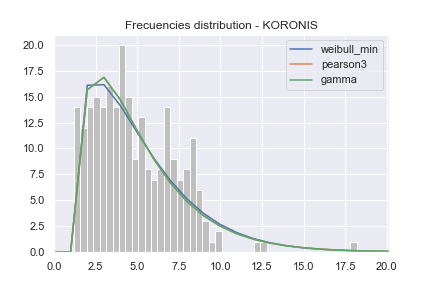 Frecuencies distribution - KORONIS
weibull_min
pearson3
gamma
20.0
17.5
15.0
12.5
10.0
7.5
5.0
2.5
0.0
0.0 2.5 5.0 7.5 10.0 12.5 15.0 17.5 20.0